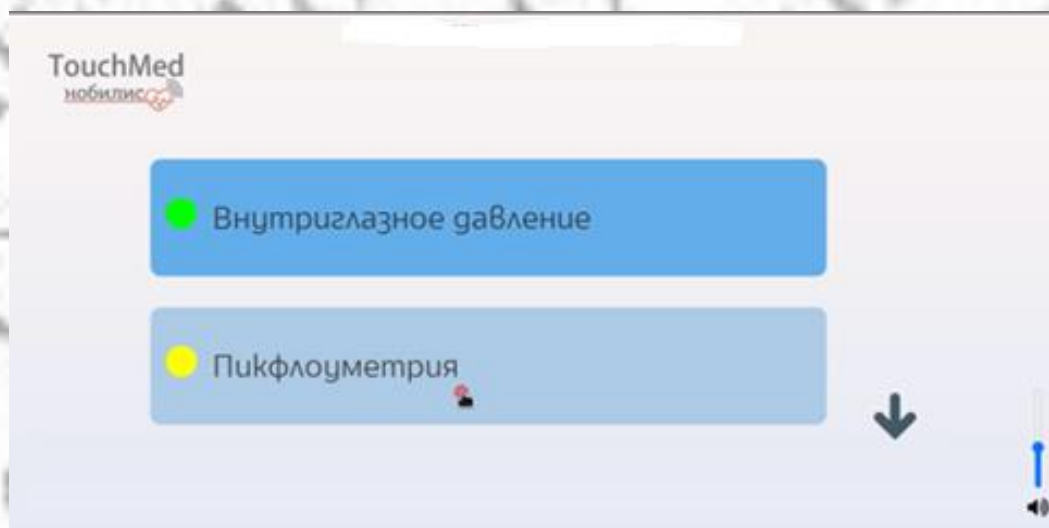 TouchMed
нобилис
Внутриглазное давление
Пикфлоуметрия